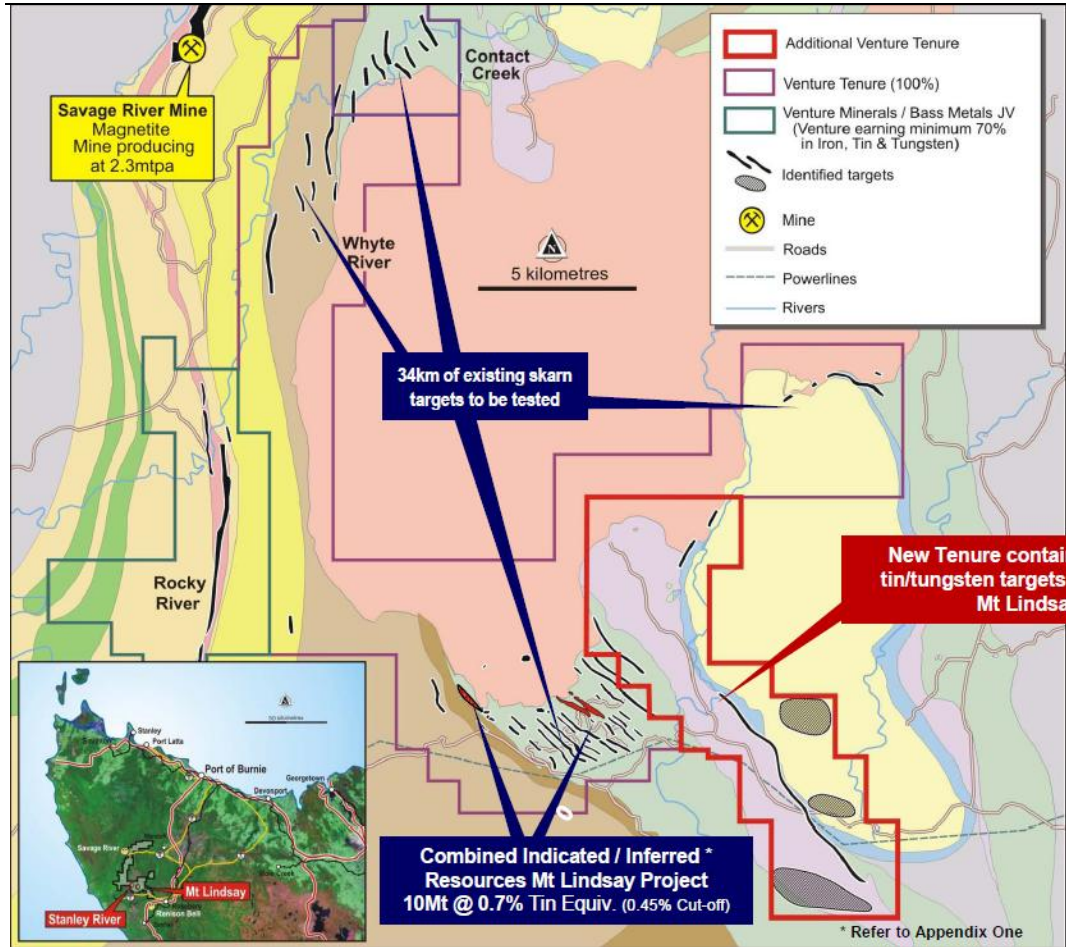 Savage River Mine
Magnetite
Mine producing
at 2.3mtpa
Contact
Creek
Additional Venture Tenure
Venture Tenure (100%)
Venture Minerals / Bass Metals JV
(Venture earning minimum 70%
in Iron, Tin & Tungsten)
Identified targets
Mine
Roads
Powerlines
Rivers
Whyte
River
N
5 kilometres
34km of existing skarn
targets to be tested
Rocky
River
New Tenure contai
tin/tungsten targets
Mt Lindsa
Combined Indicated / Inferred *
Resources Mt Lindsay Project
10Mt @ 0.7% Tin Equiv. (0.45% Cut-off)
* Refer to Appendix One
50 kilometres
Stanley
Port Latta
Port of Burnie
Georgetown
Devonport
Savage River
Mt Lindsay
Stanley River
Renison Bell